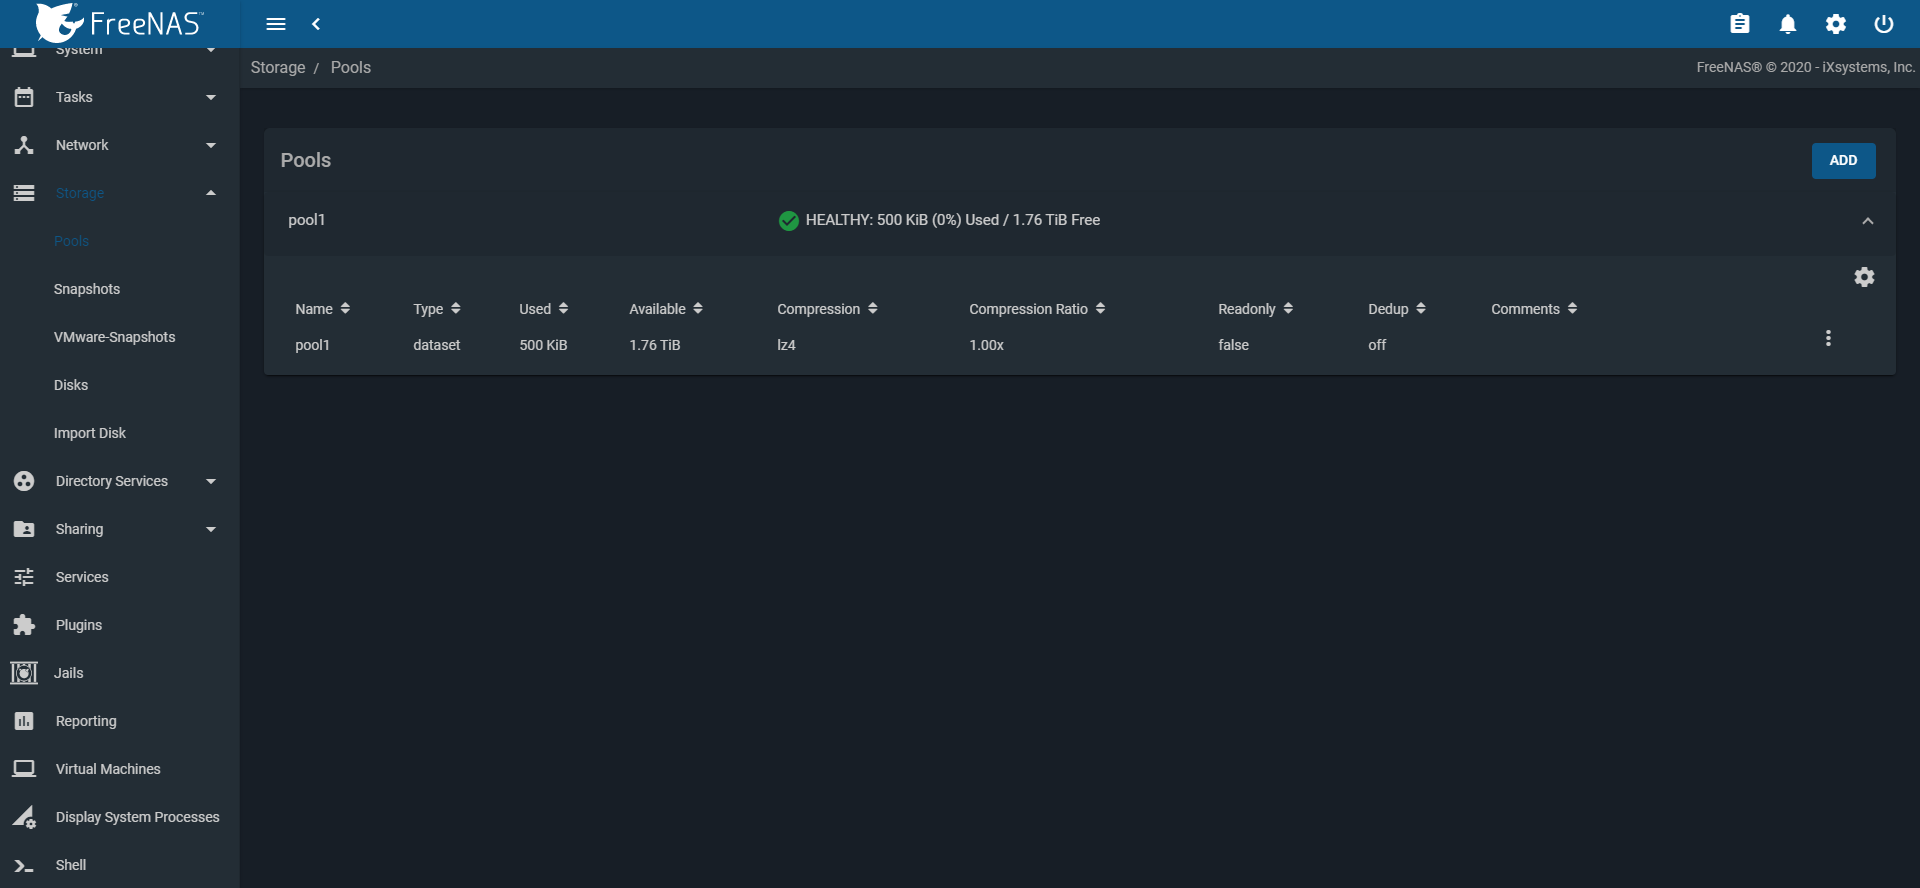 FreeNAS™
System
Tasks
Network
Storage
Pools
Snapshots
VMware-Snapshots
Disks
Import Disk
Directory Services
Sharing
Services
Plugins
Jails
Reporting
Virtual Machines
Display System Processes
Shell
Storage / Pools
FreeNAS® © 2020 - iXsystems, Inc.
Pools
ADD
pool1 HEALTHY: 500 KiB (0%) Used / 1.76 TiB Free
Name Type Used Available Compression Compression Ratio Readonly Dedup Comments
pool1 dataset 500 KiB 1.76 TiB lz4 1.00x false off